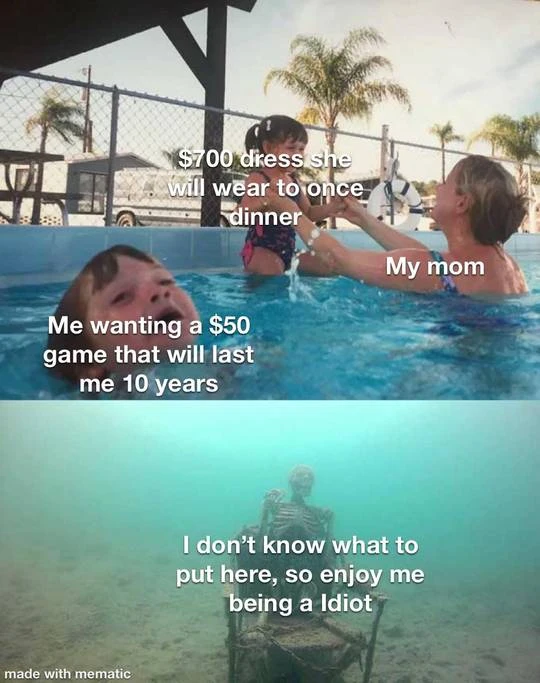 $700 dress she
will wear to once
dinner
My mom
Me wanting a $50
game that will last
me 10 years
I don't know what to
put here, so enjoy me
being a Idiot
made with mematic